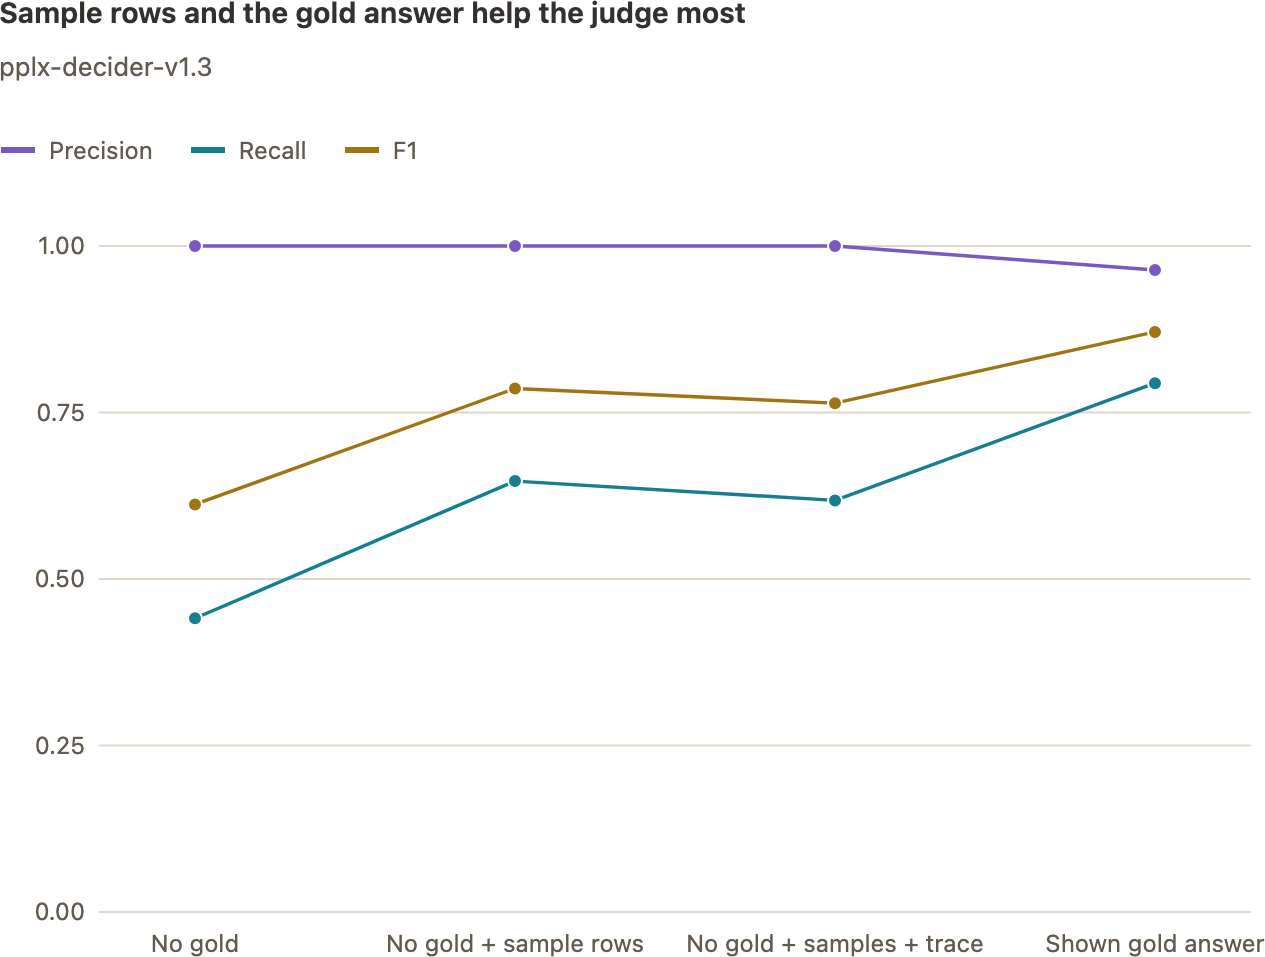 Sample rows and the gold answer help the judge most
pplx-decider-v1.3
Precision Recall F1
1.00
0.75
0.50
0.25
0.00
No gold No gold + sample rows No gold + samples + trace Shown gold answer